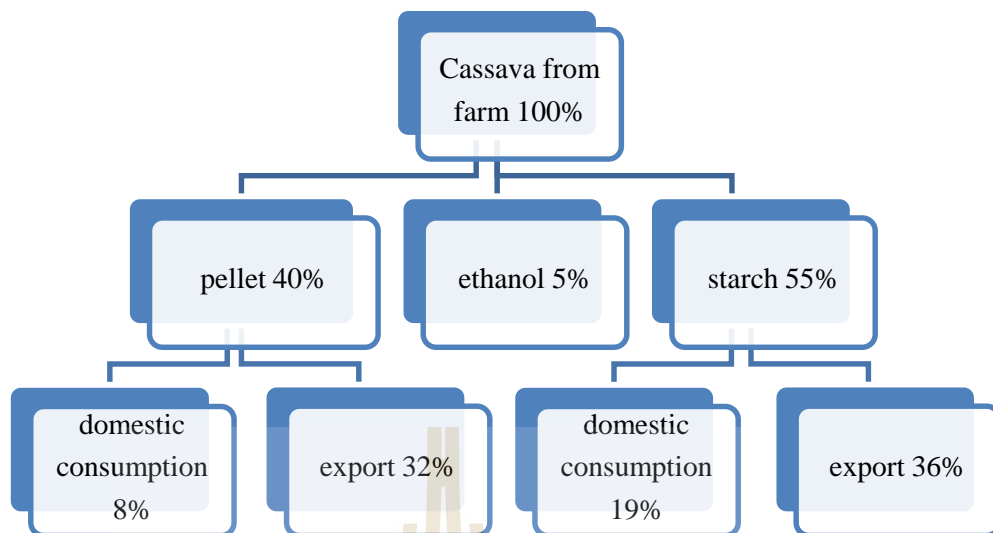 Cassava from
farm 100%
pellet 40%
ethanol 5%
starch 55%
domestic
consumption
8%
export 32%
domestic
consumption
19%
export 36%